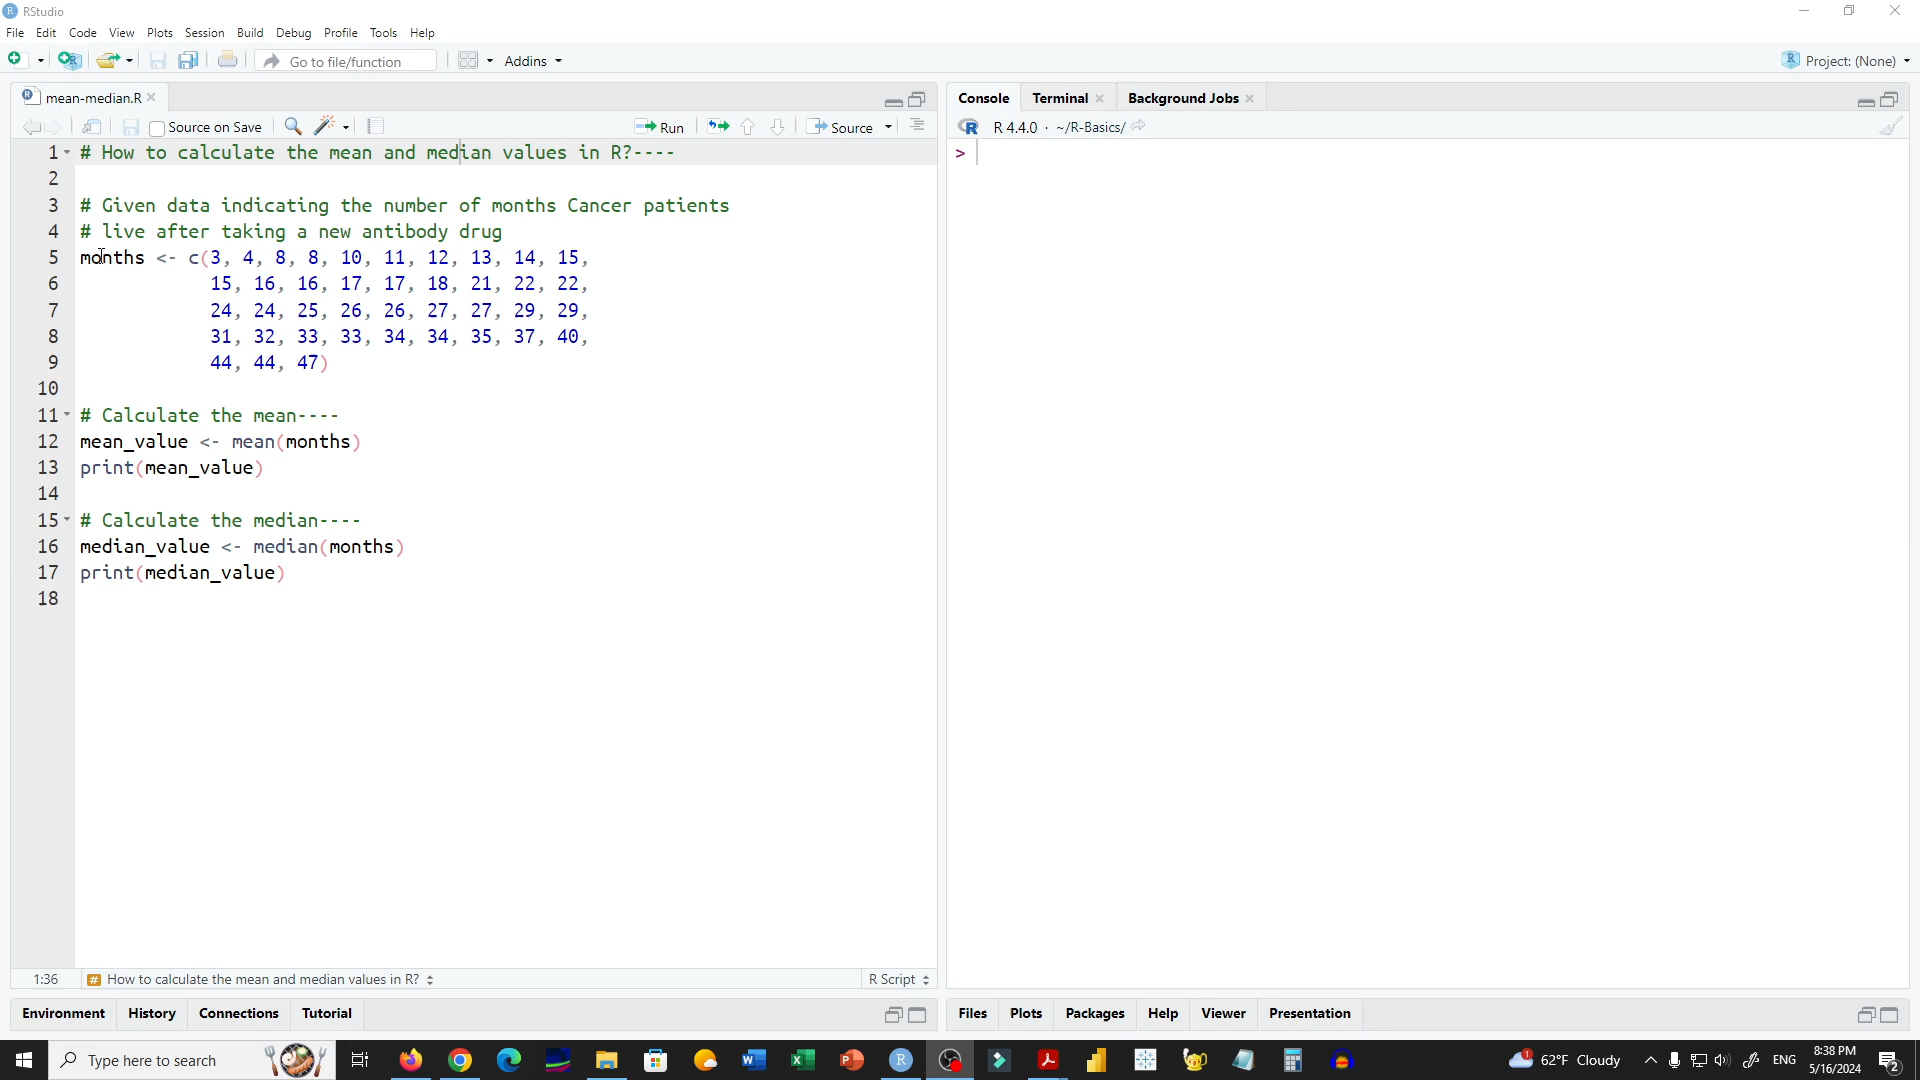 RStudio
File Edit Code View Plots Session Build Debug Profile Tools Help
Go to file/function Addins Project: (None)
mean-median.R
Source on Save Run Source
1 # How to calculate the mean and median values in R?----
2
3 # Given data indicating the number of months Cancer patients
4 # live after taking a new antibody drug
5 months <- c(3, 4, 8, 8, 10, 11, 12, 13, 14, 15,
6 15, 16, 16, 17, 17, 18, 21, 22, 22,
7 24, 24, 25, 26, 26, 27, 27, 29, 29,
8 31, 32, 33, 33, 34, 34, 35, 37, 40,
9 44, 44, 47)
10
11 # Calculate the mean----
12 mean_value <- mean(months)
13 print(mean_value)
14
15 # Calculate the median----
16 median_value <- median(months)
17 print(median_value)
18
1:36 # How to calculate the mean and median values in R? R Script
Environment History Connections Tutorial
Console Terminal Background Jobs
R 4.4.0 · ~/R-Basics/
>
Files Plots Packages Help Viewer Presentation
Type here to search
62°F Cloudy ENG 8:38 PM
5/16/2024 2